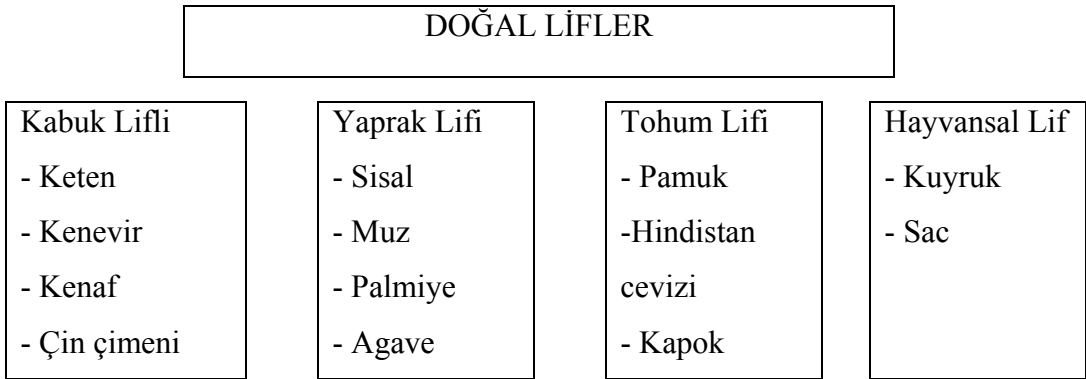 DOĞAL LİFLER
Kabuk Lifli
- Keten
- Kenevir
- Kenaf
- Çin çimeni
Yaprak Lifi
- Sisal
- Muz
- Palmiye
- Agave
Tohum Lifi
- Pamuk
-Hindistan
cevizi
- Kapok
Hayvansal Lif
- Kuyruk
- Sac